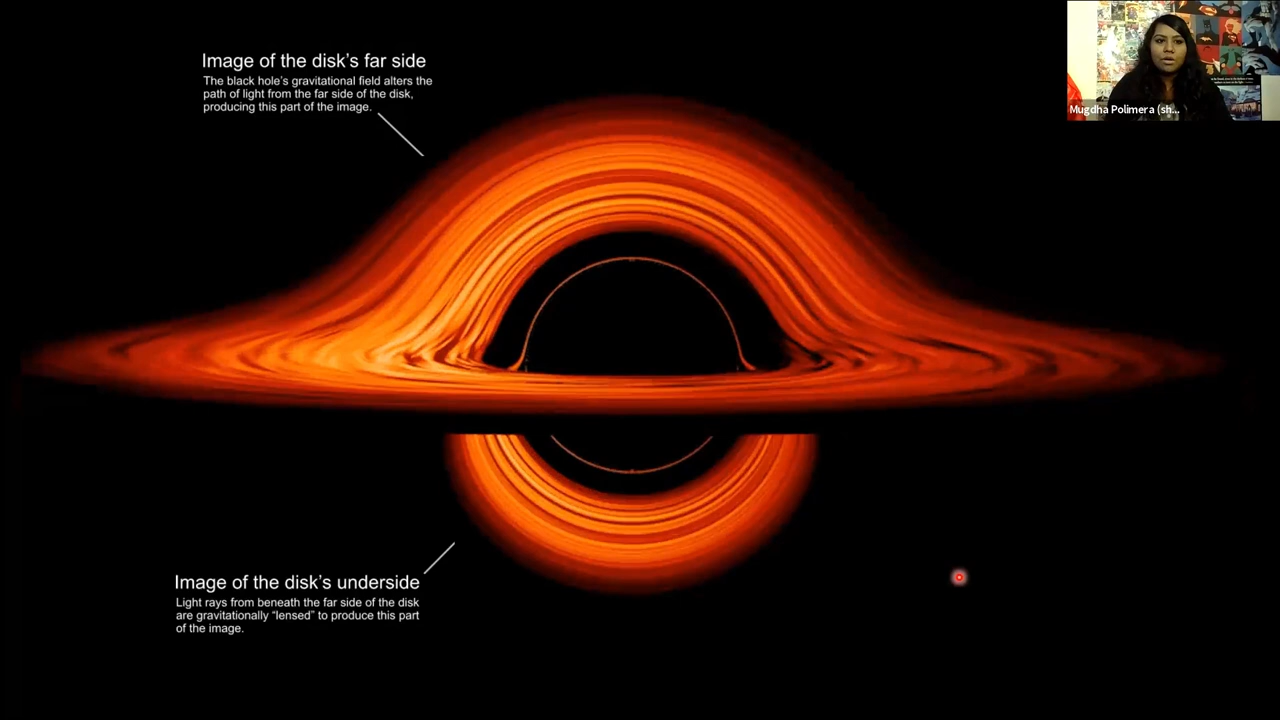 Image of the disk's far side
The black hole's gravitational field alters the
path of light from the far side of the disk,
producing this part of the image.
Mugdha Polimera (sh...
Image of the disk's underside
Light rays from beneath the far side of the disk
are gravitationally “lensed” to produce this part
of the image.